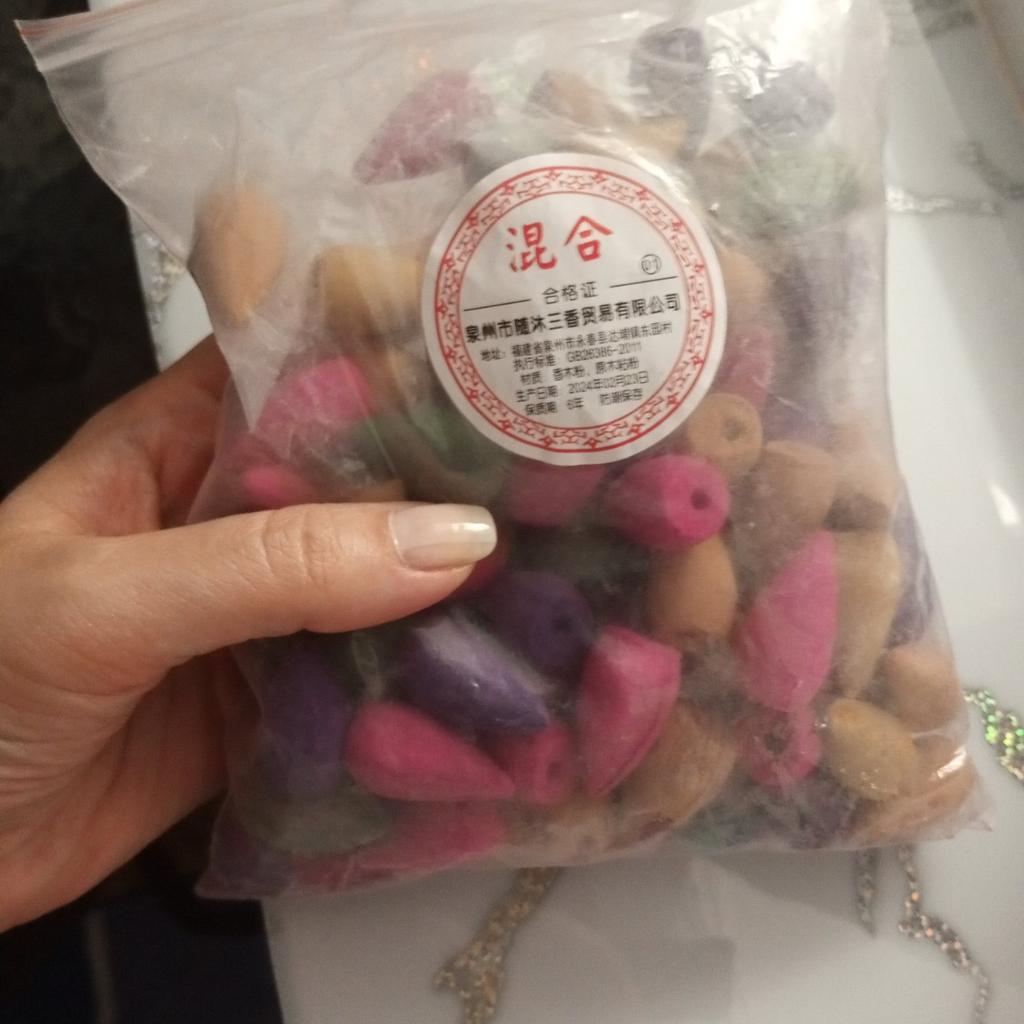 混合
01
合格证
泉州市随沐三香贸易有限公司
地址：福建省泉州市永春县达埔镇东园村
执行标准 GB26386-2011
材质：香木粉、原木粘粉
生产日期：2024年02月23日
保质期：6年 防潮保存